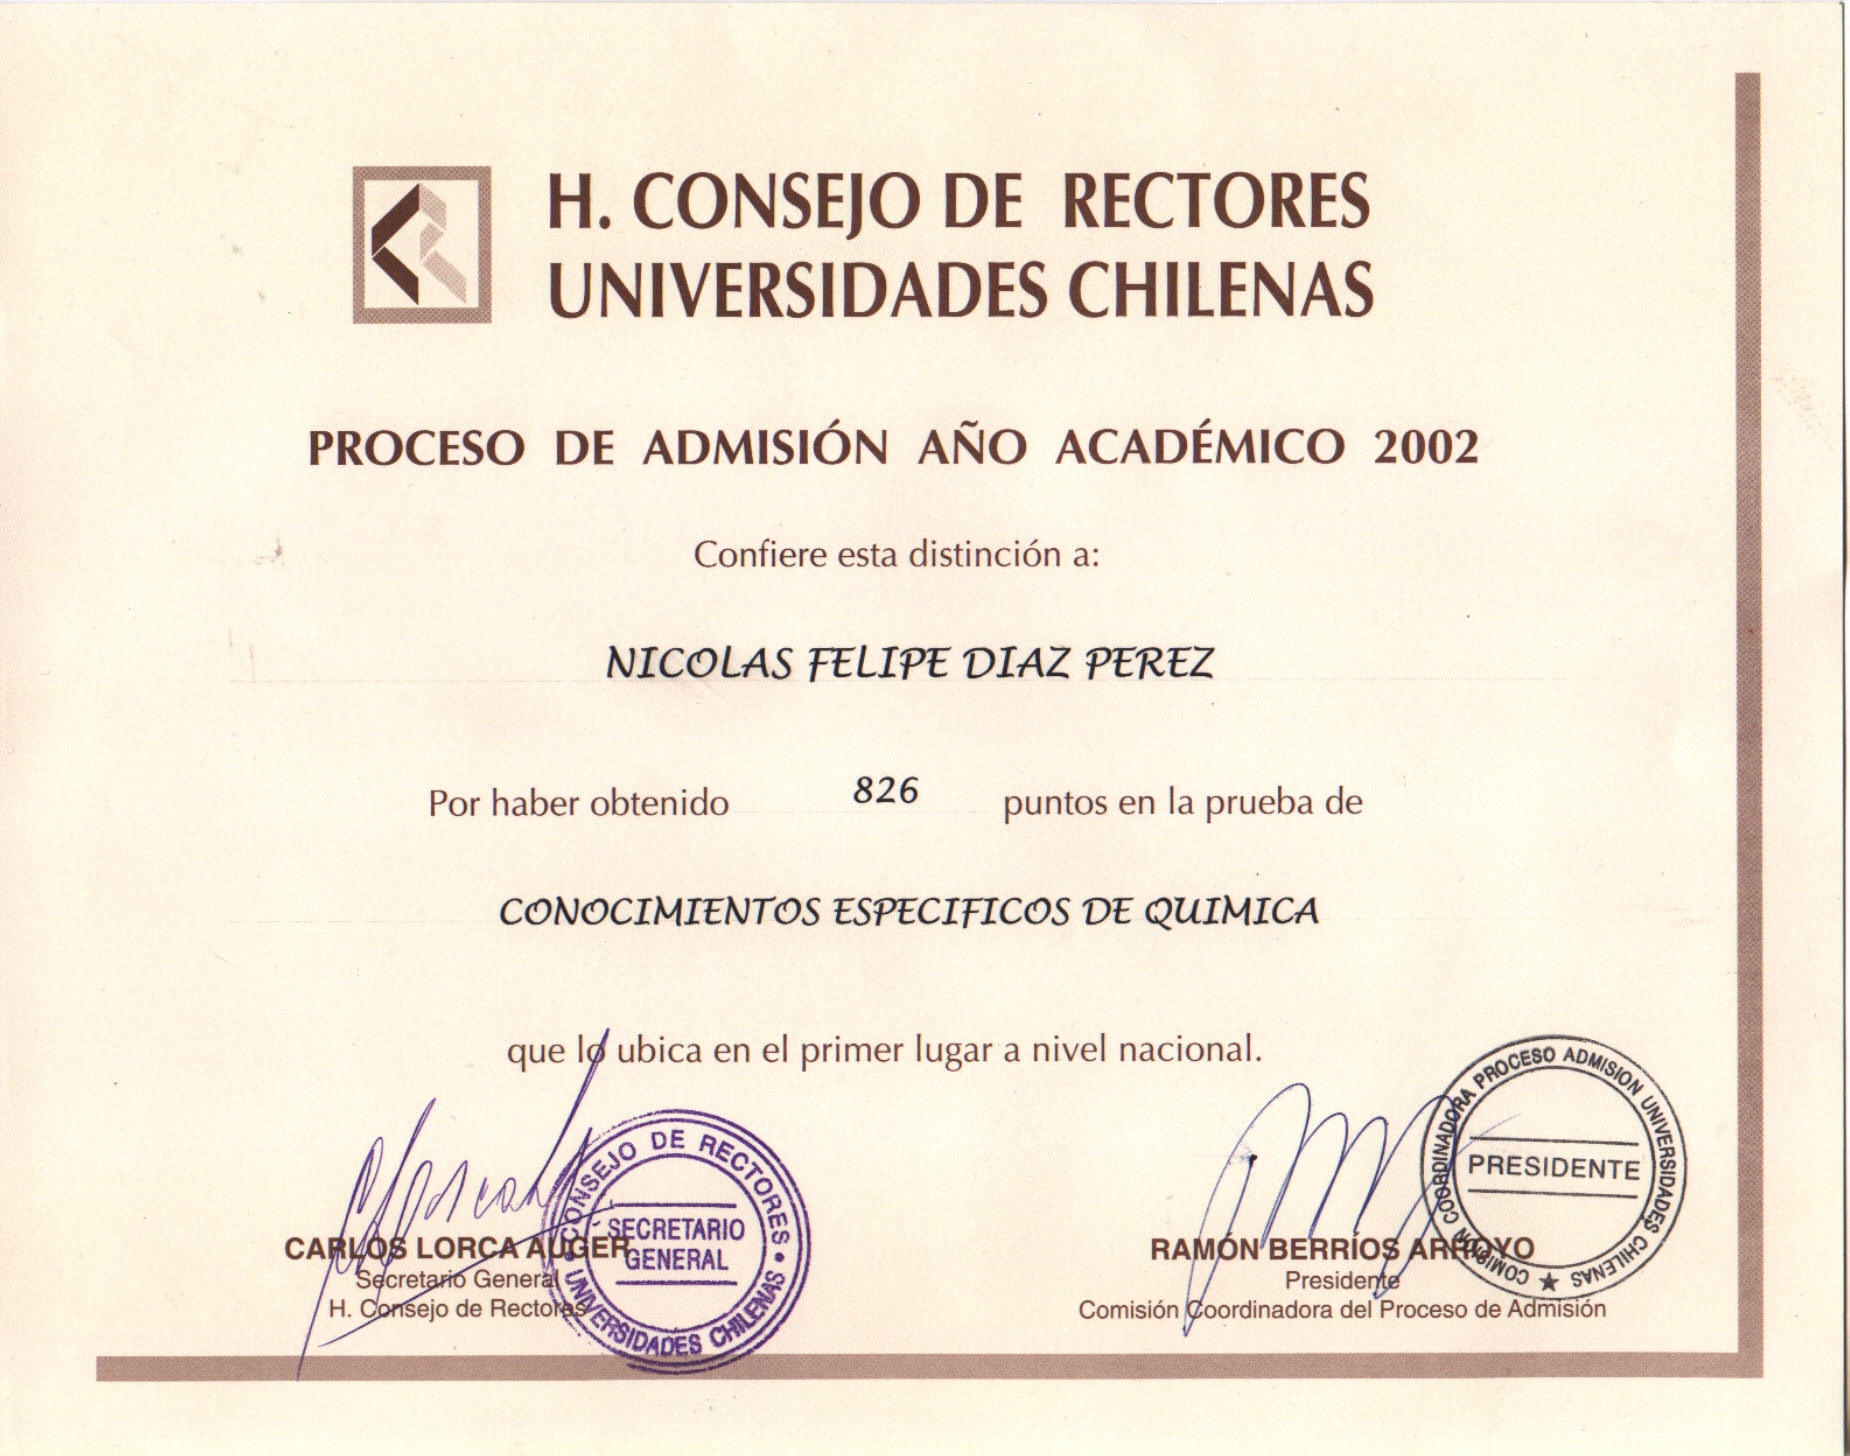 H. CONSEJO DE RECTORES
UNIVERSIDADES CHILENAS
PROCESO DE ADMISIÓN AÑO ACADÉMICO 2002
Confiere esta distinción a:
NICOLAS FELIPE DIAZ PEREZ
Por haber obtenido 826 puntos en la prueba de
CONOCIMIENTOS ESPECIFICOS DE QUIMICA
que lo ubica en el primer lugar a nivel nacional.
CARLOS LORCA AUGER
Secretario General
H. Consejo de Rectores
CONSEJO DE RECTORES • UNIVERSIDADES CHILENAS •
SECRETARIO
GENERAL
RAMÓN BERRÍOS ARROYO
Presidente
Comisión Coordinadora del Proceso de Admisión
COMISION COORDINADORA PROCESO ADMISION UNIVERSIDADES CHILENAS ★
PRESIDENTE